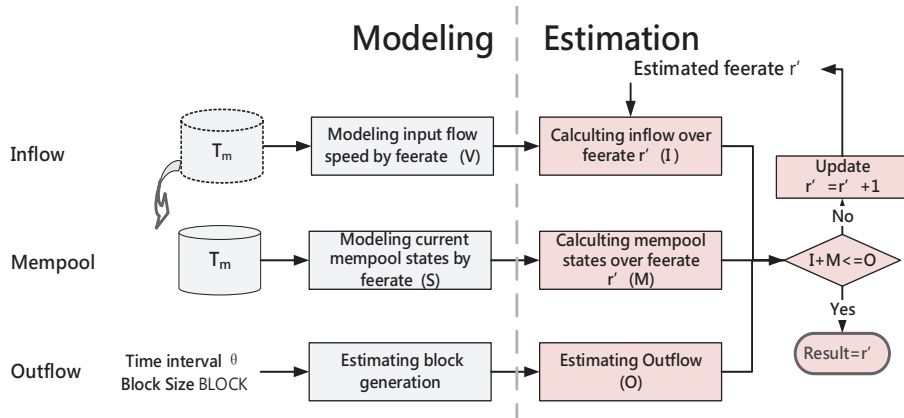 Modeling
Estimation
Estimated feerate r'
Inflow
T_m
Modeling input flow
speed by feerate (V)
Calculting inflow over
feerate r' (I)
Update
r' =r' +1
No
Mempool
T_m
Modeling current
mempool states by
feerate (S)
Calculting mempool
states over feerate
r' (M)
I+M<=O
Yes
Result=r'
Outflow
Time interval θ
Block Size BLOCK
Estimating block
generation
Estimating Outflow
(O)